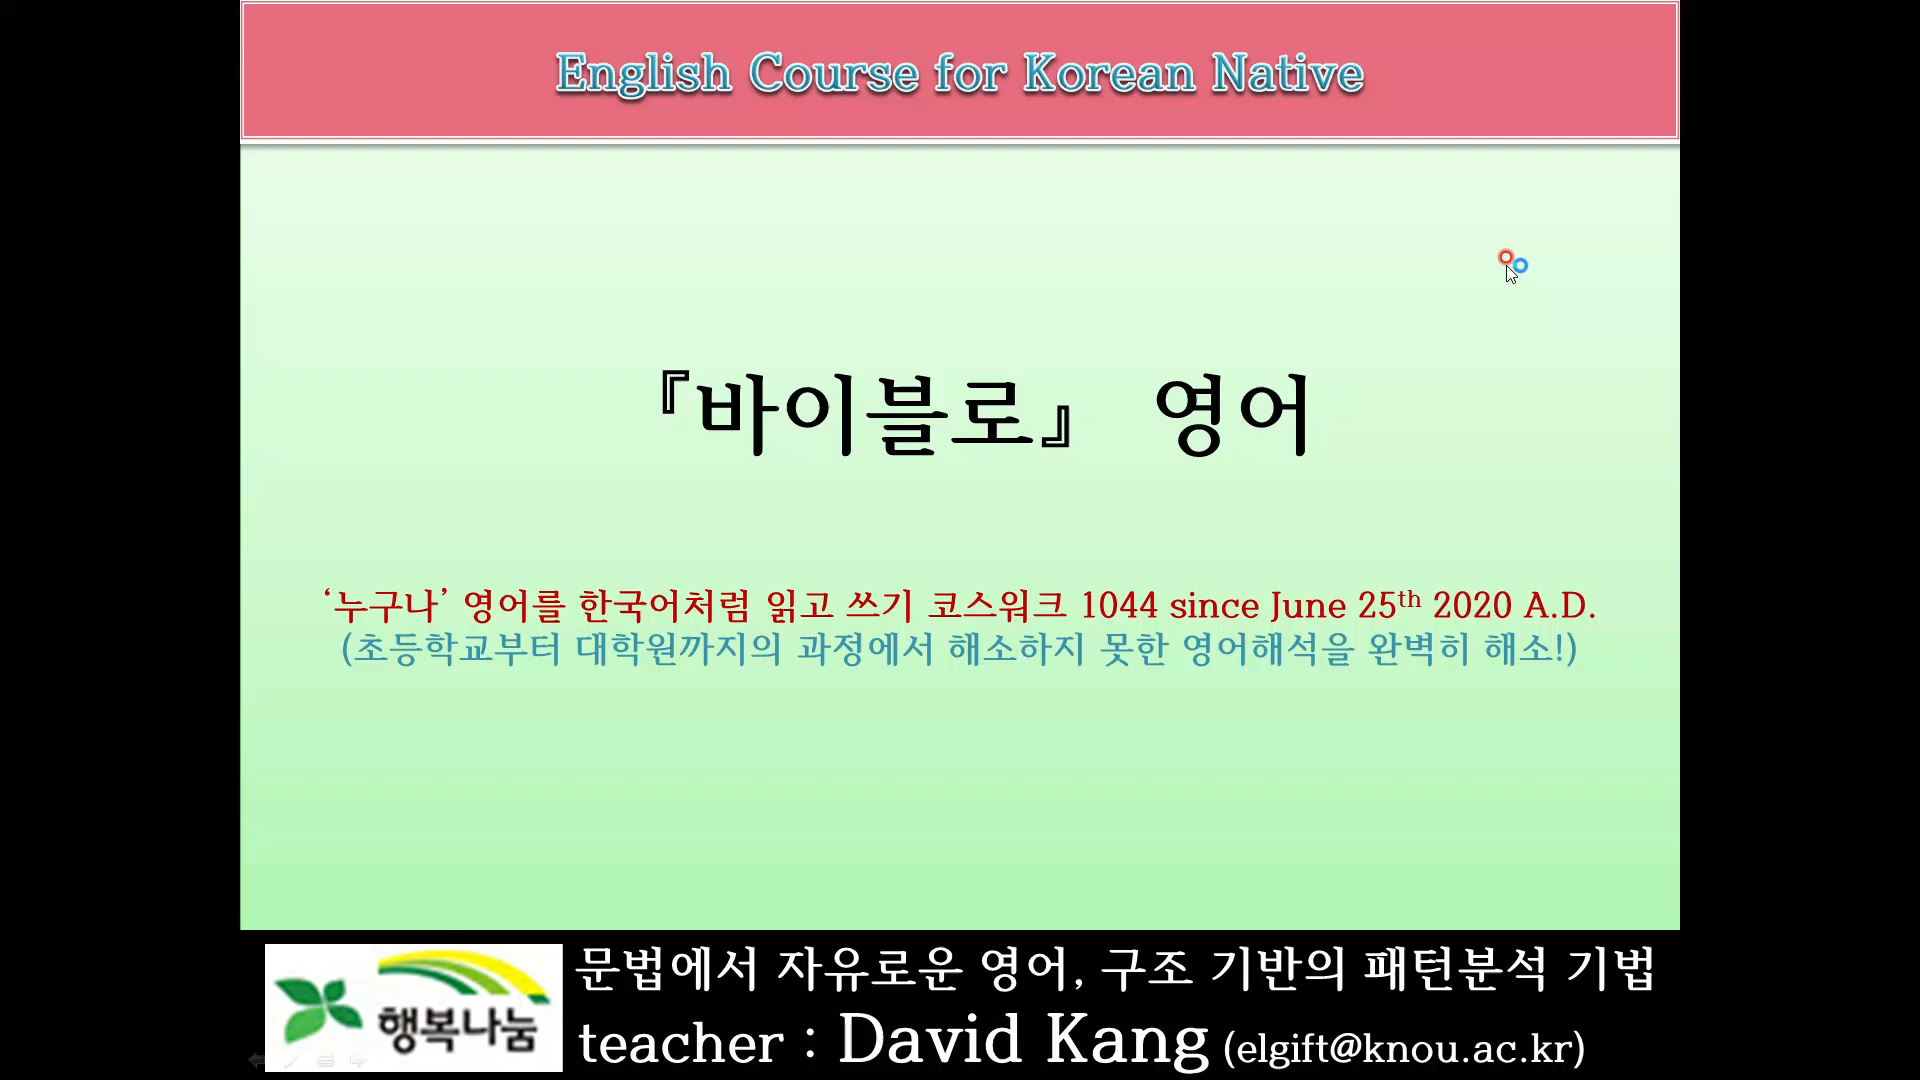 English Course for Korean Native
『바이블로』 영어
‘누구나’ 영어를 한국어처럼 읽고 쓰기 코스워크 1044 since June 25th 2020 A.D.
(초등학교부터 대학원까지의 과정에서 해소하지 못한 영어해석을 완벽히 해소!)
행복나눔
문법에서 자유로운 영어, 구조 기반의 패턴분석 기법
teacher : David Kang (elgift@knou.ac.kr)